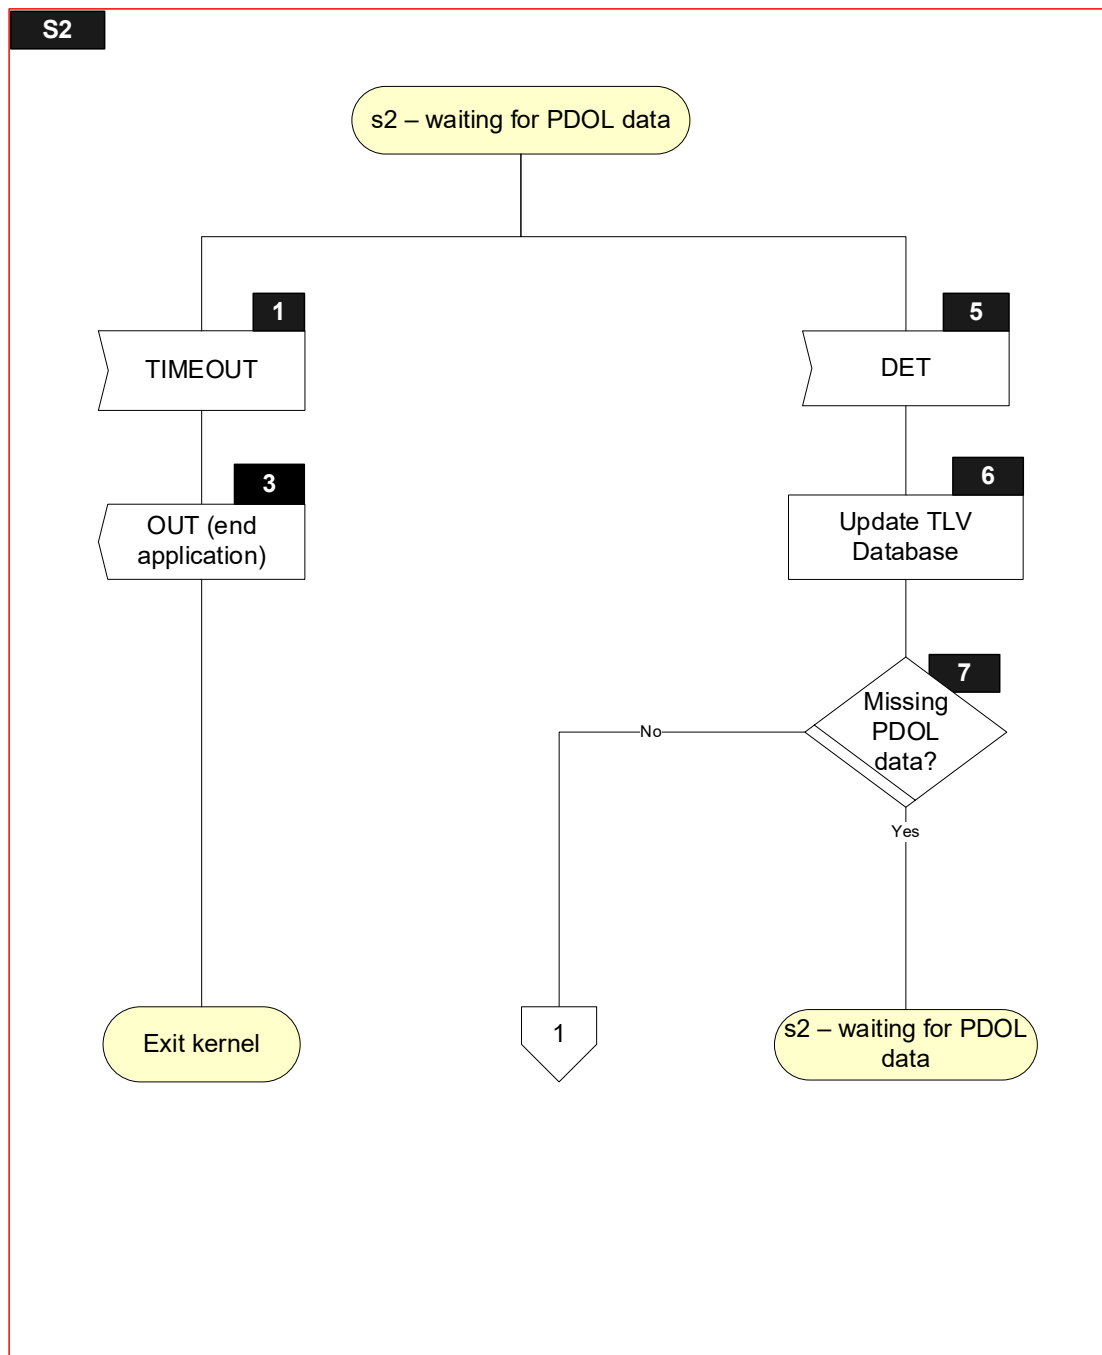 S2
s2 – waiting for PDOL data
1
TIMEOUT
3
OUT (end
application)
Exit kernel
5
DET
6
Update TLV
Database
7
Missing
PDOL
data?
No
Yes
1
s2 – waiting for PDOL
data